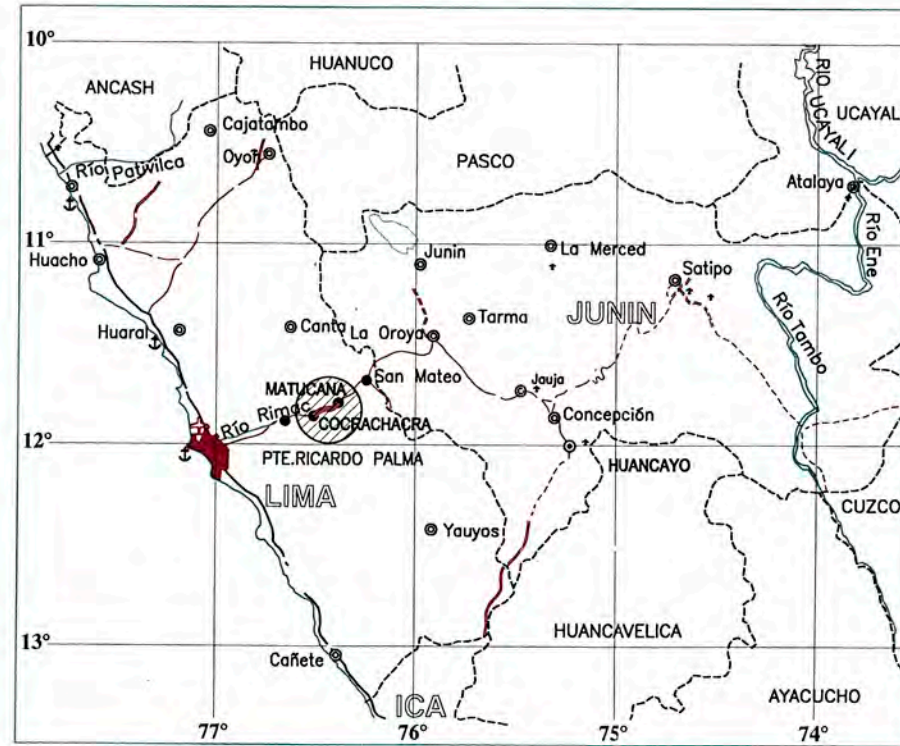 10°
HUANUCO
RIO UCAYALI
UCAYAL
ANCASH
Cajatambo
Oyon
PASCO
Río Pativilca
Atalaya
11°
Río Ene
Huacho
Junin
La Merced
Satipo
Huaral
Canta
La Oroya
Tarma
JUNIN
Río Tambo
San Mateo
Jauja
MATUCANA
Río Rimac
COCRACHACRA
Concepción
12°
PTE.RICARDO PALMA
HUANCAYO
LIMA
CUZCO
Yauyos
13°
HUANCAVELICA
Cañete
AYACUCHO
ICA
77°
76°
75°
74°